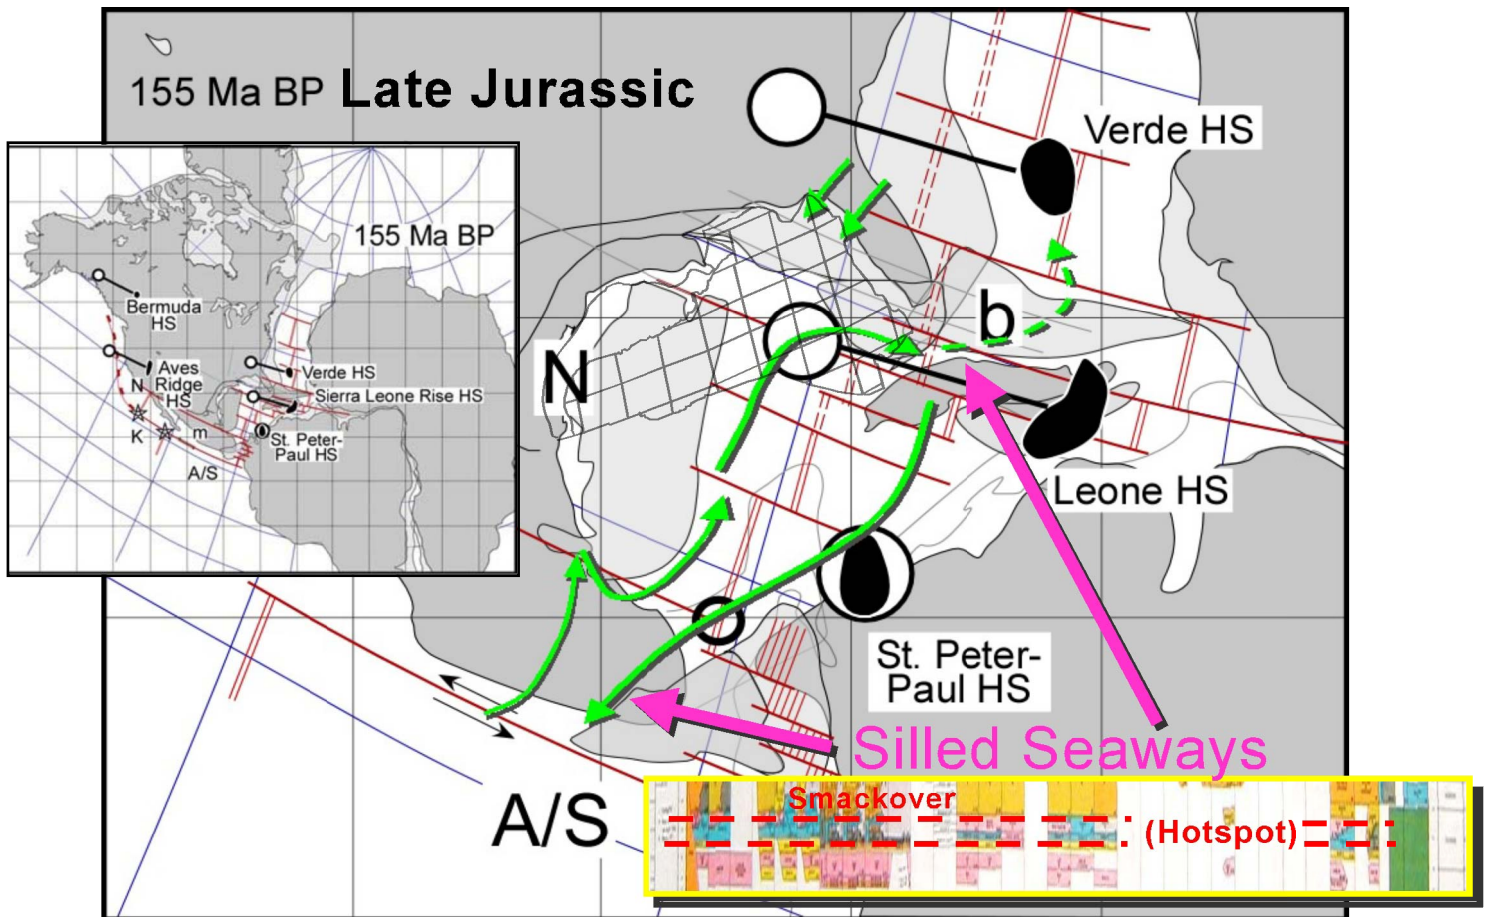 155 Ma BP Late Jurassic
Verde HS
155 Ma BP
Bermuda
HS
Aves
Ridge
HS
N
K
m
A/S
Verde HS
Sierra Leone Rise HS
St. Peter-
Paul HS
N
b
Leone HS
St. Peter-
Paul HS
Silled Seaways
A/S
Smackover
(Hotspot)